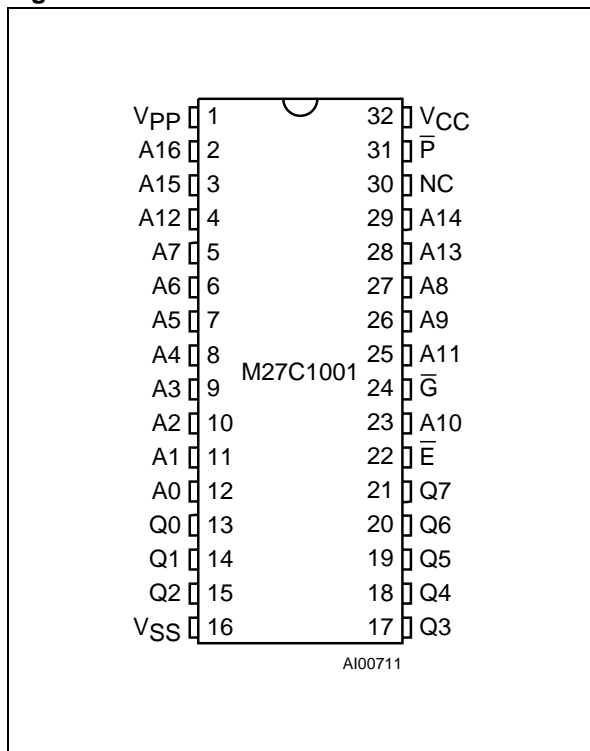 VPP 1 32 VCC
A16 2 31 P̅
A15 3 30 NC
A12 4 29 A14
A7 5 28 A13
A6 6 27 A8
A5 7 26 A9
A4 8 25 A11
M27C1001
A3 9 24 G̅
A2 10 23 A10
A1 11 22 E̅
A0 12 21 Q7
Q0 13 20 Q6
Q1 14 19 Q5
Q2 15 18 Q4
VSS 16 17 Q3
AI00711